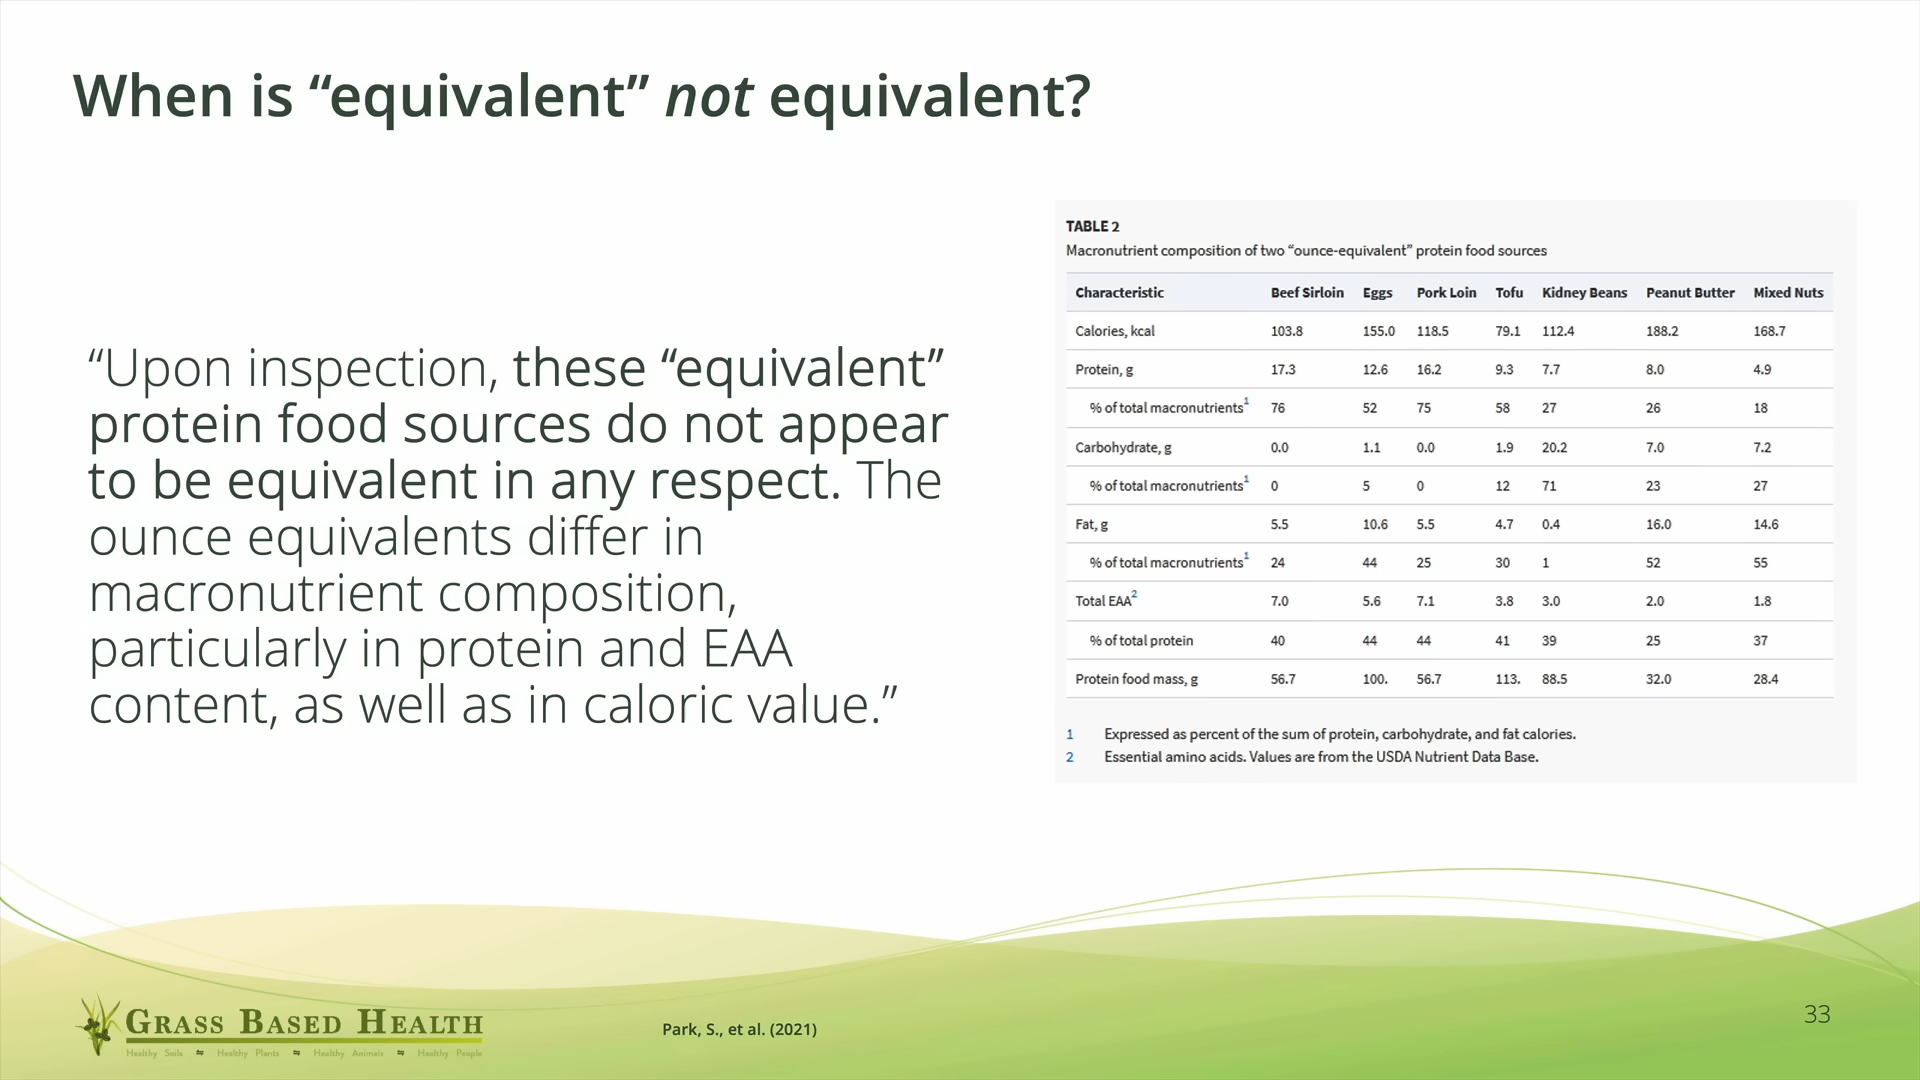 When is “equivalent” not equivalent?
“Upon inspection, these “equivalent”
protein food sources do not appear
to be equivalent in any respect. The
ounce equivalents differ in
macronutrient composition,
particularly in protein and EAA
content, as well as in caloric value.”
TABLE 2
Macronutrient composition of two “ounce-equivalent” protein food sources
Characteristic Beef Sirloin Eggs Pork Loin Tofu Kidney Beans Peanut Butter Mixed Nuts
Calories, kcal 103.8 155.0 118.5 79.1 112.4 188.2 168.7
Protein, g 17.3 12.6 16.2 9.3 7.7 8.0 4.9
% of total macronutrients1 76 52 75 58 27 26 18
Carbohydrate, g 0.0 1.1 0.0 1.9 20.2 7.0 7.2
% of total macronutrients1 0 5 0 12 71 23 27
Fat, g 5.5 10.6 5.5 4.7 0.4 16.0 14.6
% of total macronutrients1 24 44 25 30 1 52 55
Total EAA2 7.0 5.6 7.1 3.8 3.0 2.0 1.8
% of total protein 40 44 44 41 39 25 37
Protein food mass, g 56.7 100. 56.7 113. 88.5 32.0 28.4
1 Expressed as percent of the sum of protein, carbohydrate, and fat calories.
2 Essential amino acids. Values are from the USDA Nutrient Data Base.
GRASS BASED HEALTH
Healthy Soils ⇆ Healthy Plants ⇆ Healthy Animals ⇆ Healthy People
Park, S., et al. (2021)
33